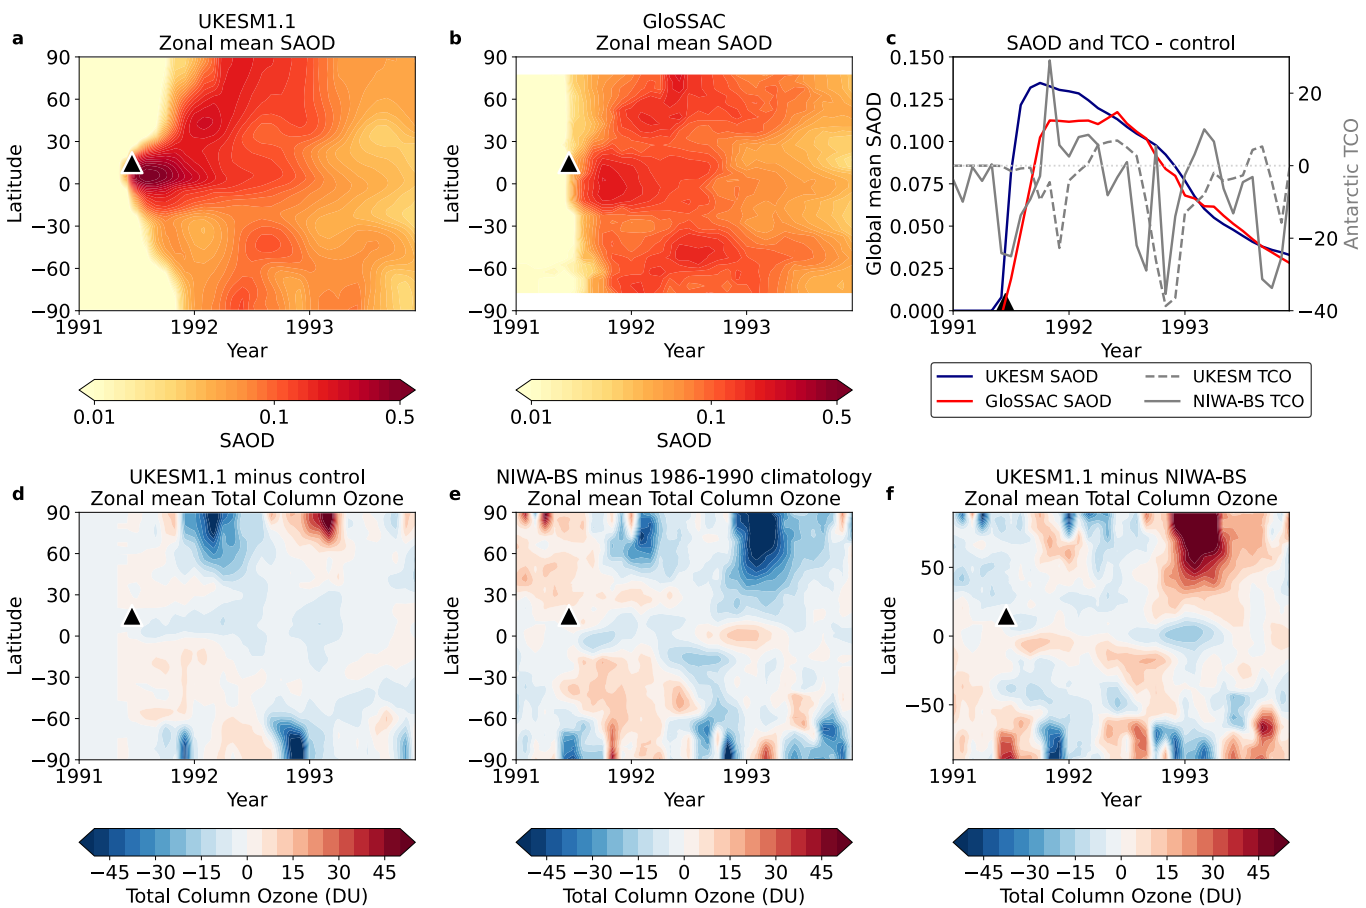 a
UKESM1.1
Zonal mean SAOD
90
60
30
0
−30
−60
−90
Latitude
1991
1992
1993
Year
0.01
0.1
0.5
SAOD
b
GloSSAC
Zonal mean SAOD
90
60
30
0
−30
−60
−90
Latitude
1991
1992
1993
Year
0.01
0.1
0.5
SAOD
c
SAOD and TCO - control
0.150
0.125
0.100
0.075
0.050
0.025
0.000
Global mean SAOD
20
0
−20
−40
Antarctic TCO
1991
1992
1993
Year
UKESM SAOD
GloSSAC SAOD
UKESM TCO
NIWA-BS TCO
d
UKESM1.1 minus control
Zonal mean Total Column Ozone
90
60
30
0
−30
−60
−90
Latitude
1991
1992
1993
Year
−45
−30
−15
0
15
30
45
Total Column Ozone (DU)
e
NIWA-BS minus 1986-1990 climatology
Zonal mean Total Column Ozone
90
60
30
0
−30
−60
−90
Latitude
1991
1992
1993
Year
−45
−30
−15
0
15
30
45
Total Column Ozone (DU)
f
UKESM1.1 minus NIWA-BS
Zonal mean Total Column Ozone
50
0
−50
Latitude
1991
1992
1993
Year
−45
−30
−15
0
15
30
45
Total Column Ozone (DU)